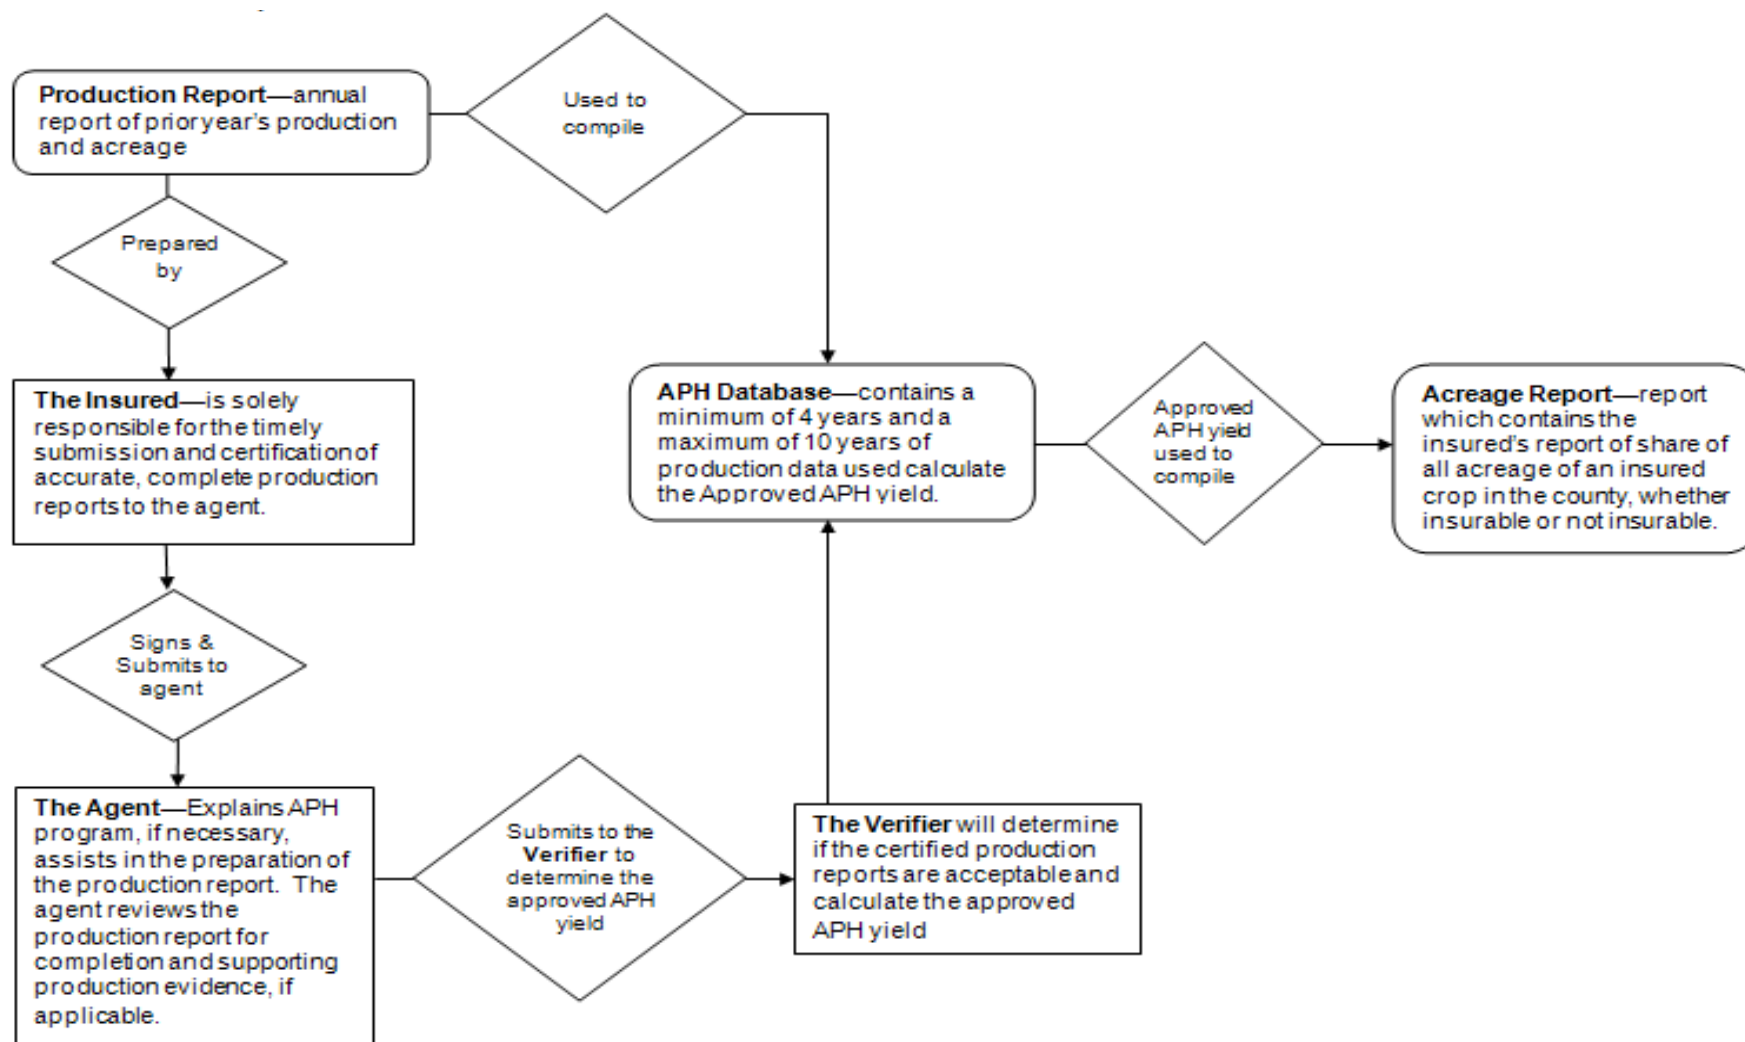 Production Report—annual
report of prior year's production
and acreage
Used to
compile
Prepared
by
The Insured—is solely
responsible for the timely
submission and certification of
accurate, complete production
reports to the agent.
APH Database—contains a
minimum of 4 years and a
maximum of 10 years of
production data used calculate
the Approved APH yield.
Approved
APH yield
used to
compile
Acreage Report—report
which contains the
insured's report of share of
all acreage of an insured
crop in the county, whether
insurable or not insurable.
Signs &
Submits to
agent
The Agent—Explains APH
program, if necessary,
assists in the preparation of
the production report.  The
agent reviews the
production report for
completion and supporting
production evidence, if
applicable.
Submits to the
Verifier to
determine the
approved APH
yield
The Verifier will determine
if the certified production
reports are acceptable and
calculate the approved
APH yield